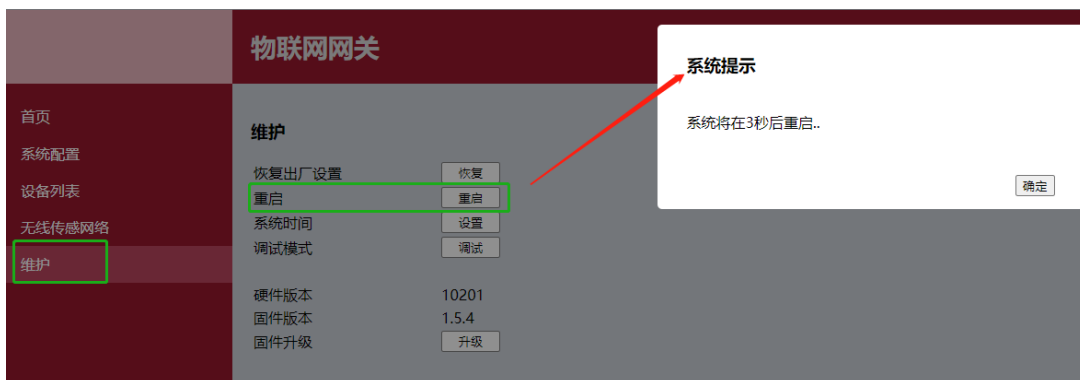 物联网网关
首页
系统配置
设备列表
无线传感网络
维护
维护
恢复出厂设置 恢复
重启 重启
系统时间 设置
调试模式 调试
硬件版本 10201
固件版本 1.5.4
固件升级 升级
系统提示
系统将在3秒后重启..
确定